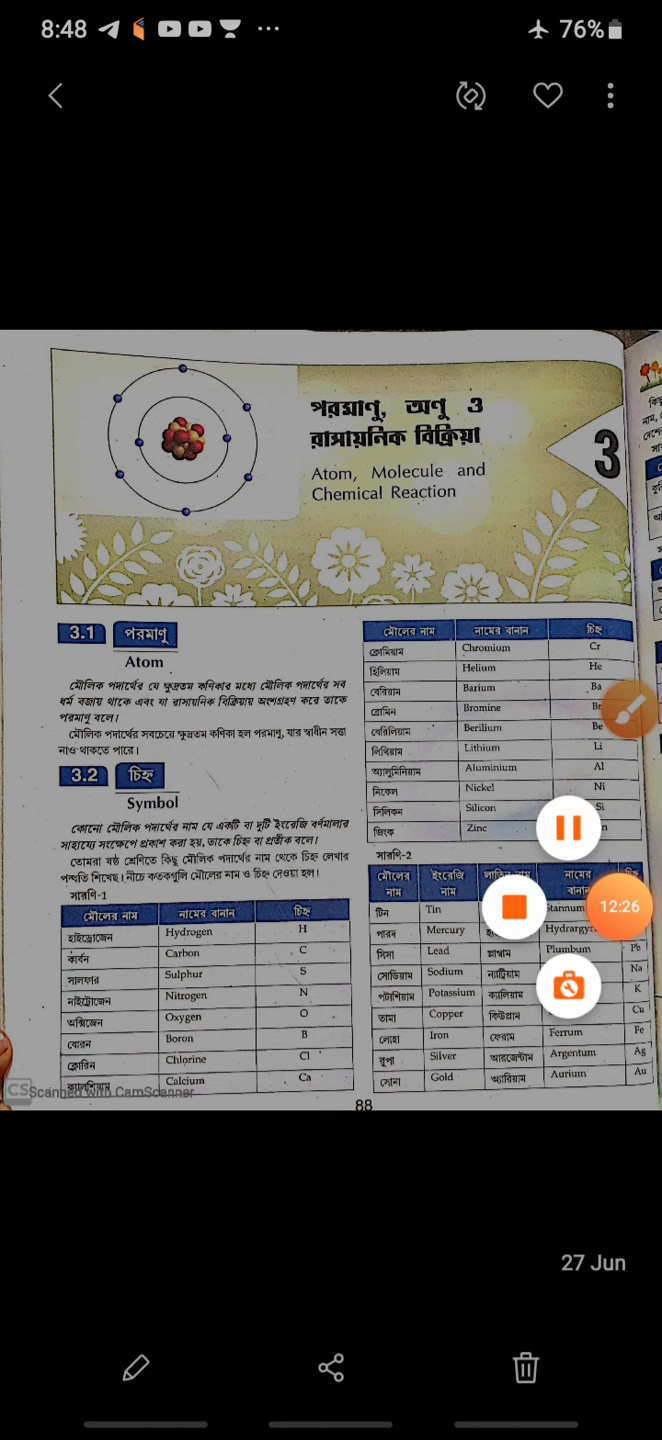 8:48
76%
পরমাণু, অণু ও
রাসায়নিক বিক্রিয়া
Atom, Molecule and
Chemical Reaction
3
3.1 পরমাণু
Atom
মৌলিক পদার্থের যে ক্ষুদ্রতম কণিকার মধ্যে মৌলিক পদার্থের সব
ধর্ম বজায় থাকে এবং যা রাসায়নিক বিক্রিয়ায় অংশগ্রহণ করে তাকে
পরমাণু বলে।
মৌলিক পদার্থের সবচেয়ে ক্ষুদ্রতম কণিকা হল পরমাণু, যার স্বাধীন সত্তা
নাও থাকতে পারে।
3.2 চিহ্ন
Symbol
কোনো মৌলিক পদার্থের নাম যে একটি বা দুটি ইংরেজি বর্ণমালার
সাহায্যে সংক্ষেপে প্রকাশ করা হয়, তাকে চিহ্ন বা প্রতীক বলে।
তোমরা ষষ্ঠ শ্রেণিতে কিছু মৌলিক পদার্থের নাম থেকে চিহ্ন লেখার
পদ্ধতি শিখেছ। নীচে কতকগুলি মৌলের নাম ও চিহ্ন দেওয়া হল।
সারণি-1
মৌলের নাম নামের বানান চিহ্ন
হাইড্রোজেন Hydrogen H
কার্বন Carbon C
সালফার Sulphur S
নাইট্রোজেন Nitrogen N
অক্সিজেন Oxygen O
বোরন Boron B
ক্লোরিন Chlorine Cl
ক্যালশিয়াম Calcium Ca
মৌলের নাম নামের বানান চিহ্ন
ক্রোমিয়াম Chromium Cr
হিলিয়াম Helium He
বেরিয়াম Barium Ba
ব্রোমিন Bromine Br
বেরিলিয়াম Berilium Be
লিথিয়াম Lithium Li
অ্যালুমিনিয়াম Aluminium Al
নিকেল Nickel Ni
সিলিকন Silicon Si
জিংক Zinc
সারণি-2
মৌলের নাম ইংরেজি নাম লাতিন নাম নামের বানান
টিন Tin Stannum
পারদ Mercury
সিসা Lead প্লাম্বাম Plumbum Pb
সোডিয়াম Sodium ন্যাট্রিয়াম Na
পটাশিয়াম Potassium ক্যালিয়াম K
তামা Copper কিউপ্রাম Cu
লোহা Iron ফেরাম Ferrum Fe
রুপা Silver আরজেন্টাম Argentum Ag
সোনা Gold অ্যারিয়াম Aurium Au
88
CS Scanned with CamScanner
12:26
27 Jun